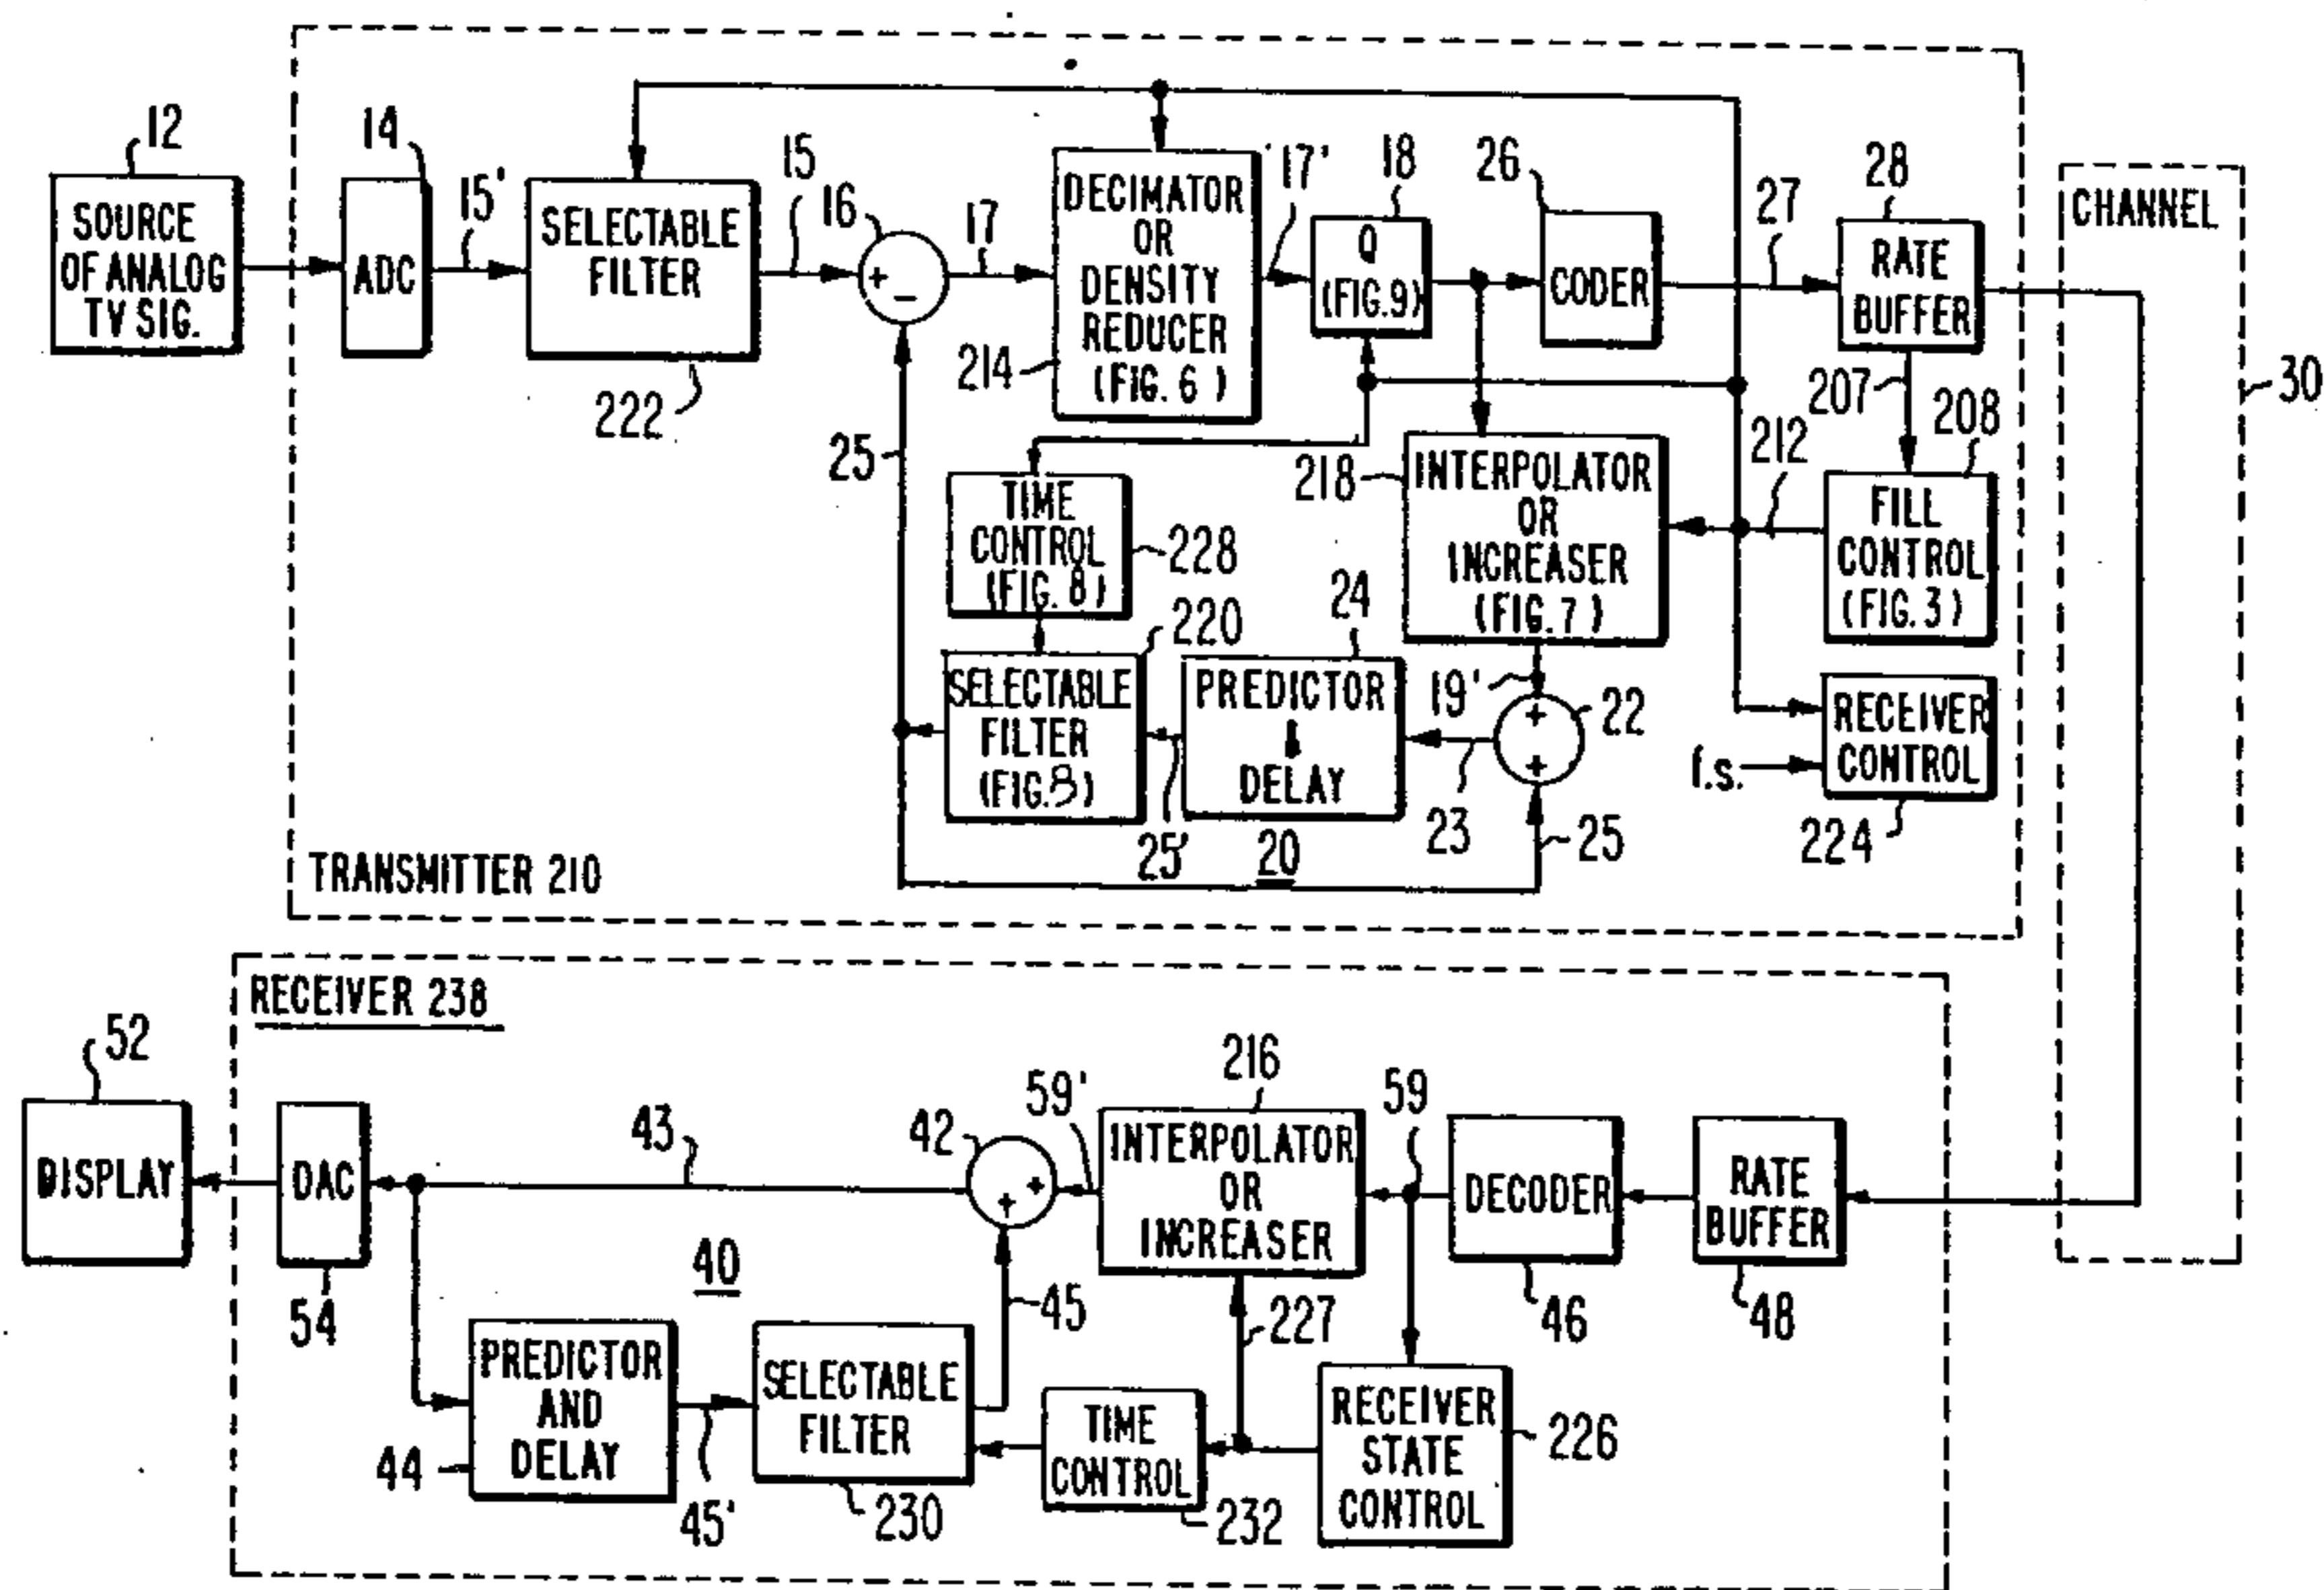 12
SOURCE
OF ANALOG
TV SIG.
14
ADC
15'
SELECTABLE
FILTER
222
15
16
+
−
17
DECIMATOR
OR
DENSITY
REDUCER
(FIG. 6)
214
17'
18
Q
(FIG.9)
26
CODER
27
28
RATE
BUFFER
CHANNEL
30
207
208
212
FILL
CONTROL
(FIG.3)
25
TIME
CONTROL
(FIG. 8)
228
218
INTERPOLATOR
OR
INCREASER
(FIG.7)
220
SELECTABLE
FILTER
(FIG.8)
24
PREDICTOR
DELAY
25'
20
19'
22
+
+
23
25
RECEIVER
CONTROL
f.s.
224
TRANSMITTER 210
RECEIVER 238
52
DISPLAY
DAC
54
43
42
+
+
59'
216
INTERPOLATOR
OR
INCREASER
59
DECODER
46
RATE
BUFFER
48
40
45
227
PREDICTOR
AND
DELAY
44
45'
SELECTABLE
FILTER
230
TIME
CONTROL
232
RECEIVER
STATE
CONTROL
226